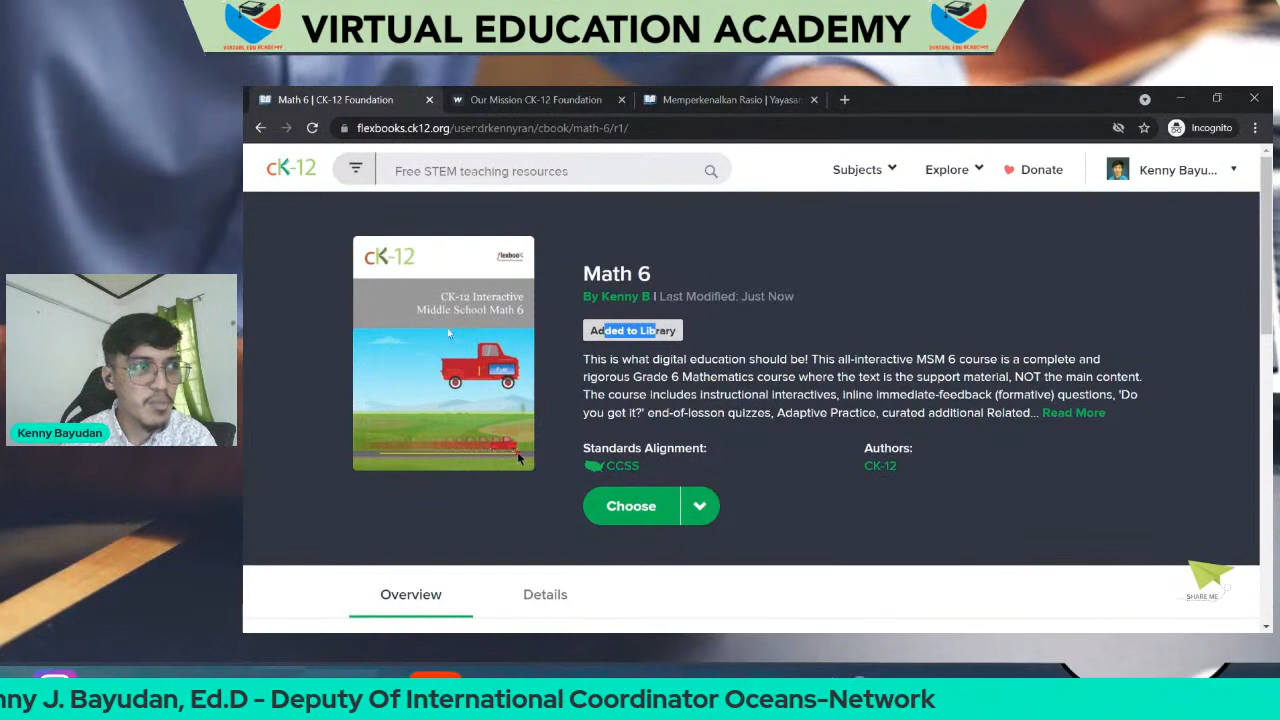 VIRTUAL EDUCATION ACADEMY
VIRTUAL EDU ACADEMY
VIRTUAL EDU ACADEMY
Math 6 | CK-12 Foundation
Our Mission CK-12 Foundation
Memperkenalkan Rasio | Yayasan
flexbooks.ck12.org/user:drkennyran/cbook/math-6/r1/
Incognito
cK-12
Free STEM teaching resources
Subjects
Explore
Donate
Kenny Bayu...
cK-12
flexbook
CK-12 Interactive
Middle School Math 6
Math 6
By Kenny B | Last Modified: Just Now
Added to Library
This is what digital education should be! This all-interactive MSM 6 course is a complete and
rigorous Grade 6 Mathematics course where the text is the support material, NOT the main content.
The course includes instructional interactives, inline immediate-feedback (formative) questions, 'Do
you get it?' end-of-lesson quizzes, Adaptive Practice, curated additional Related... Read More
Standards Alignment:
CCSS
Authors:
CK-12
Choose
Overview
Details
SHARE ME
Kenny Bayudan
nny J. Bayudan, Ed.D - Deputy Of International Coordinator Oceans-Network